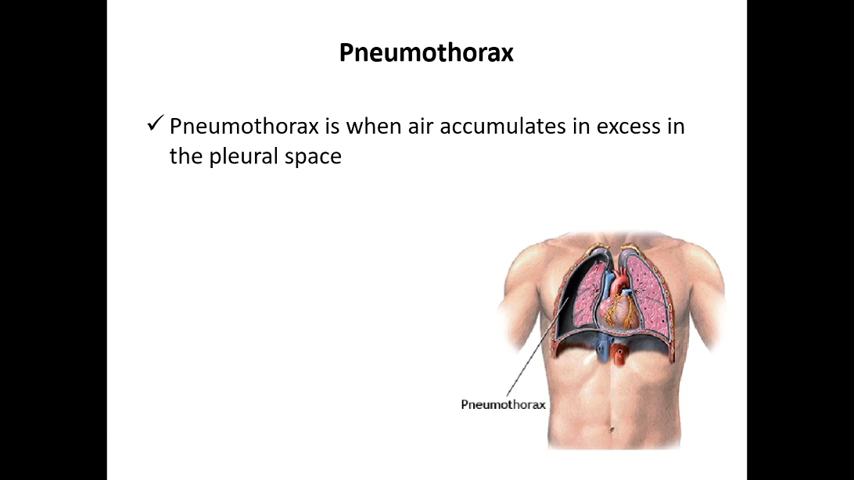 Pneumothorax
✓ Pneumothorax is when air accumulates in excess in
the pleural space
Pneumothorax